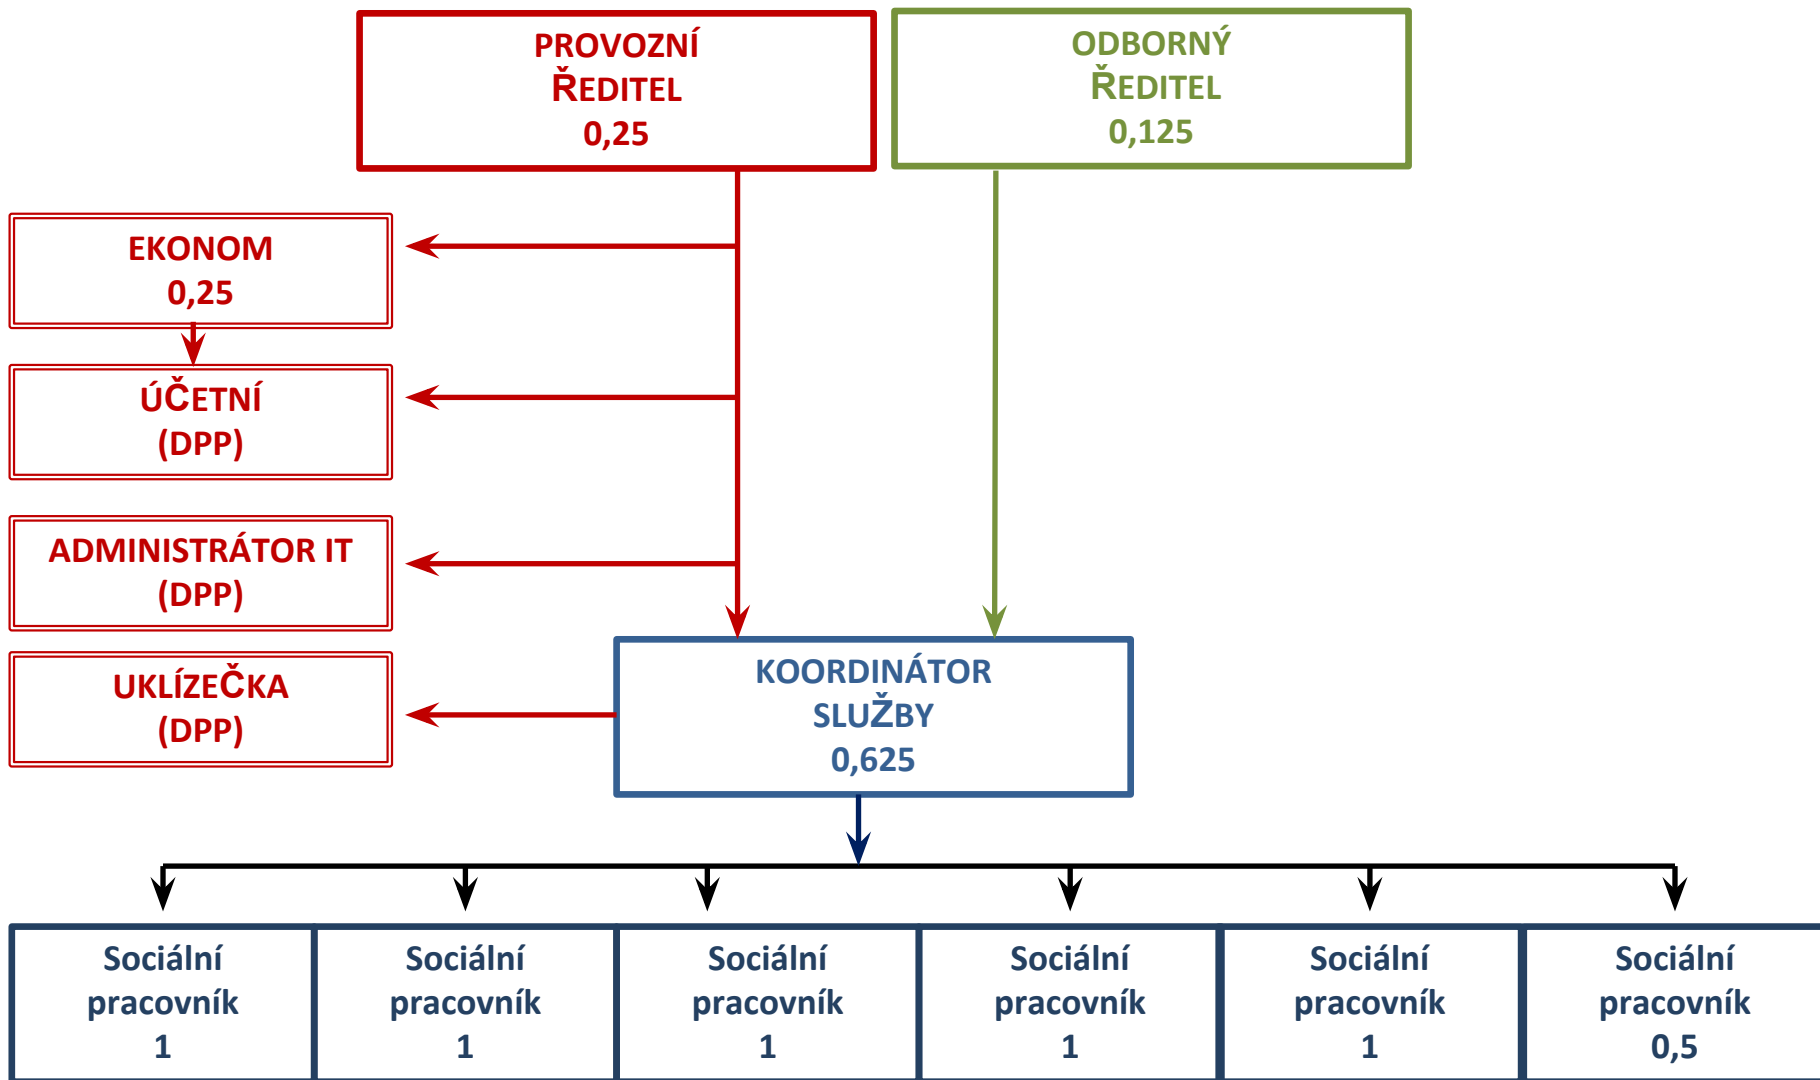 PROVOZNÍ
ŘEDITEL
0,25
ODBORNÝ
ŘEDITEL
0,125
EKONOM
0,25
ÚČETNÍ
(DPP)
ADMINISTRÁTOR IT
(DPP)
UKLÍZEČKA
(DPP)
KOORDINÁTOR
SLUŽBY
0,625
Sociální
pracovník
1
Sociální
pracovník
1
Sociální
pracovník
1
Sociální
pracovník
1
Sociální
pracovník
1
Sociální
pracovník
0,5